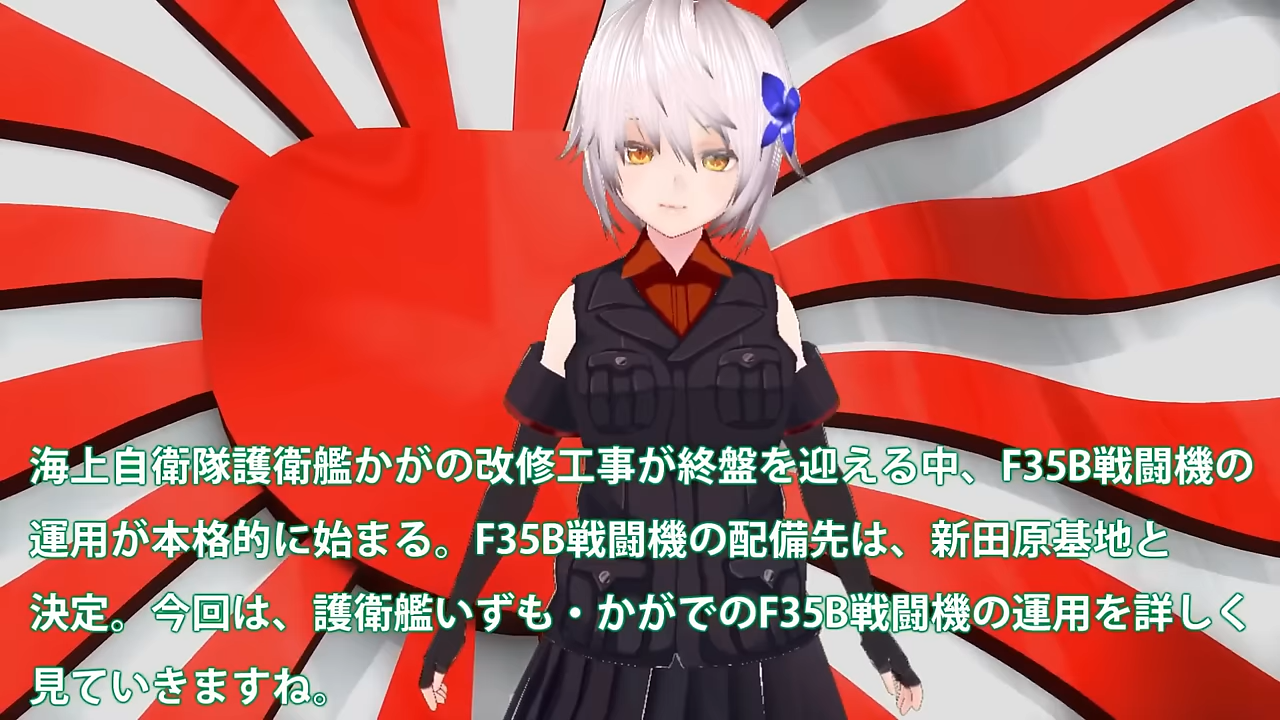 海上自衛隊護衛艦かがの改修工事が終盤を迎える中、F35B戦闘機の
運用が本格的に始まる。F35B戦闘機の配備先は、新田原基地と
決定。今回は、護衛艦いずも・かがでのF35B戦闘機の運用を詳しく
見ていきますね。